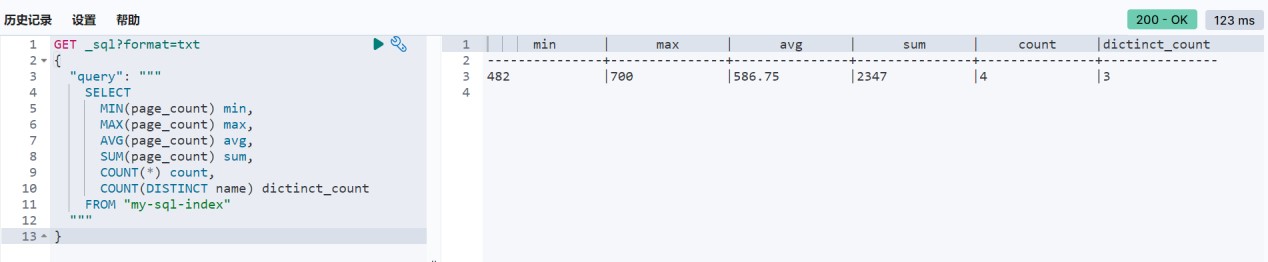 历史记录 设置 帮助
200 - OK 123 ms
1 GET _sql?format=txt
2 {
3 "query": """
4 SELECT
5 MIN(page_count) min,
6 MAX(page_count) max,
7 AVG(page_count) avg,
8 SUM(page_count) sum,
9 COUNT(*) count,
10 COUNT(DISTINCT name) dictinct_count
11 FROM "my-sql-index"
12 """
13 }
1 min | max | avg | sum | count |dictinct_count
2 ---------------+---------------+---------------+---------------+---------------+---------------
3 482 |700 |586.75 |2347 |4 |3
4